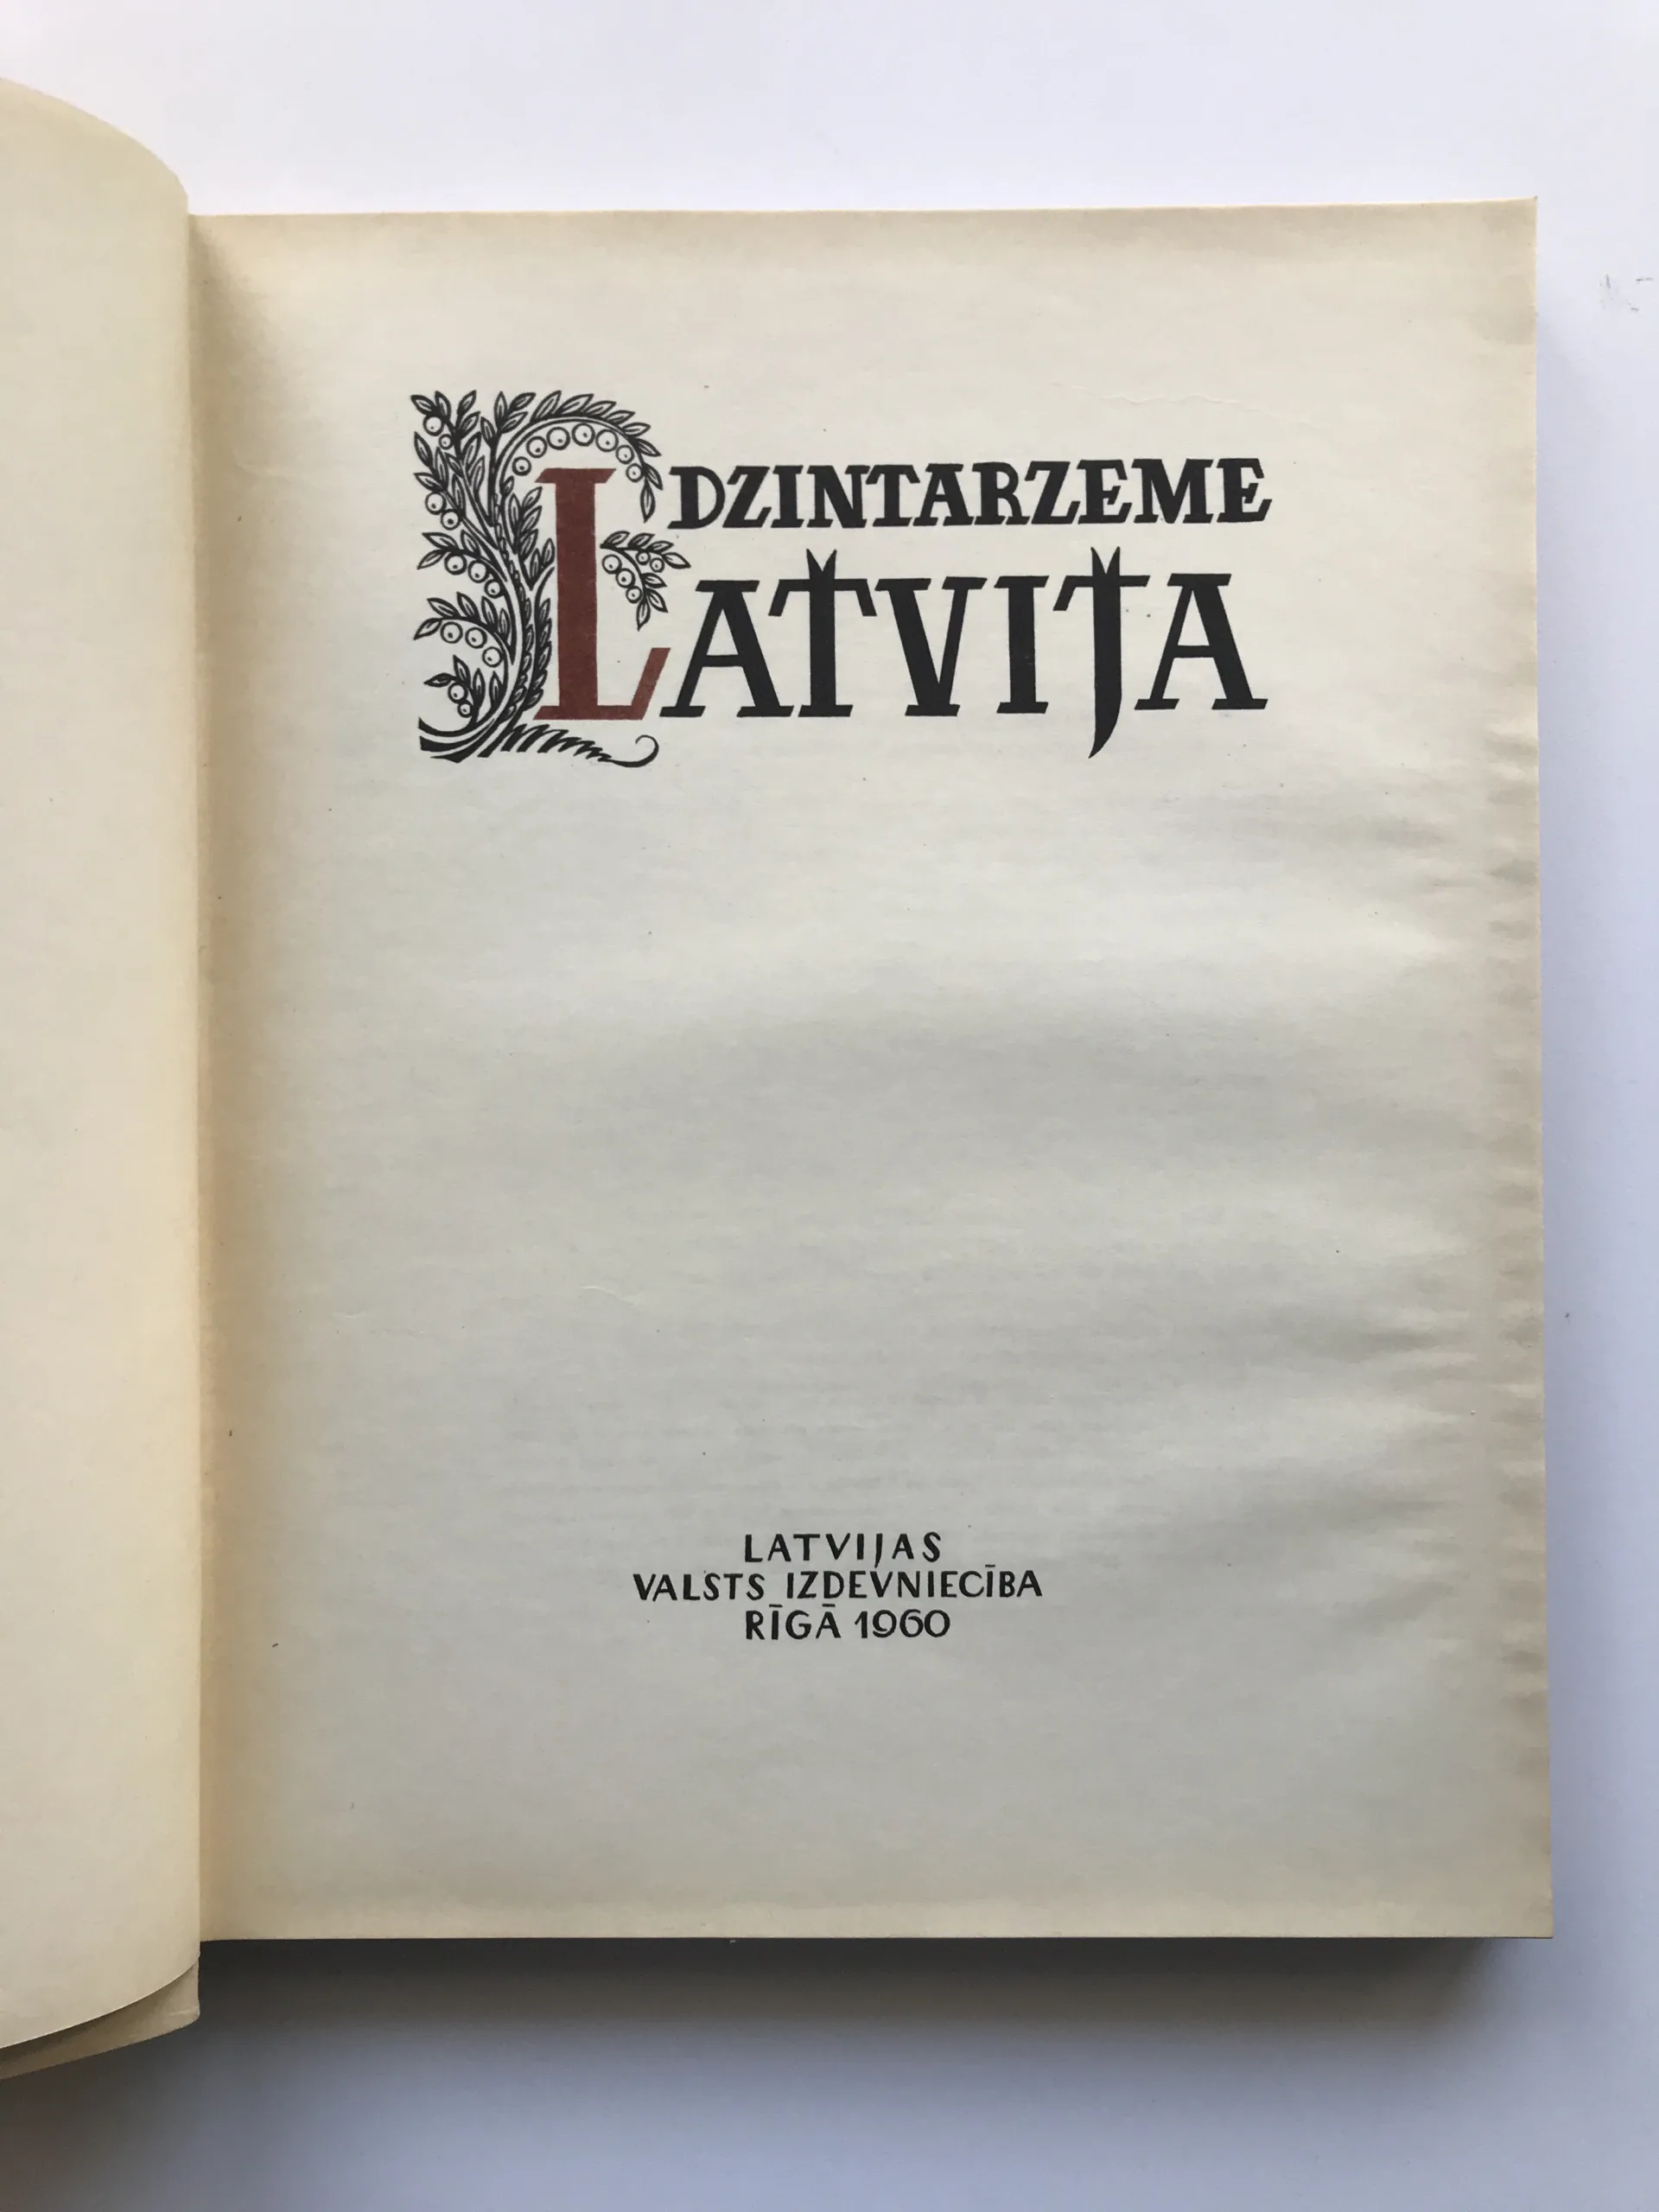 DZINTARZEME
LATVIJA
LATVIJAS
VALSTS IZDEVNIECĪBA
RĪGĀ 1960